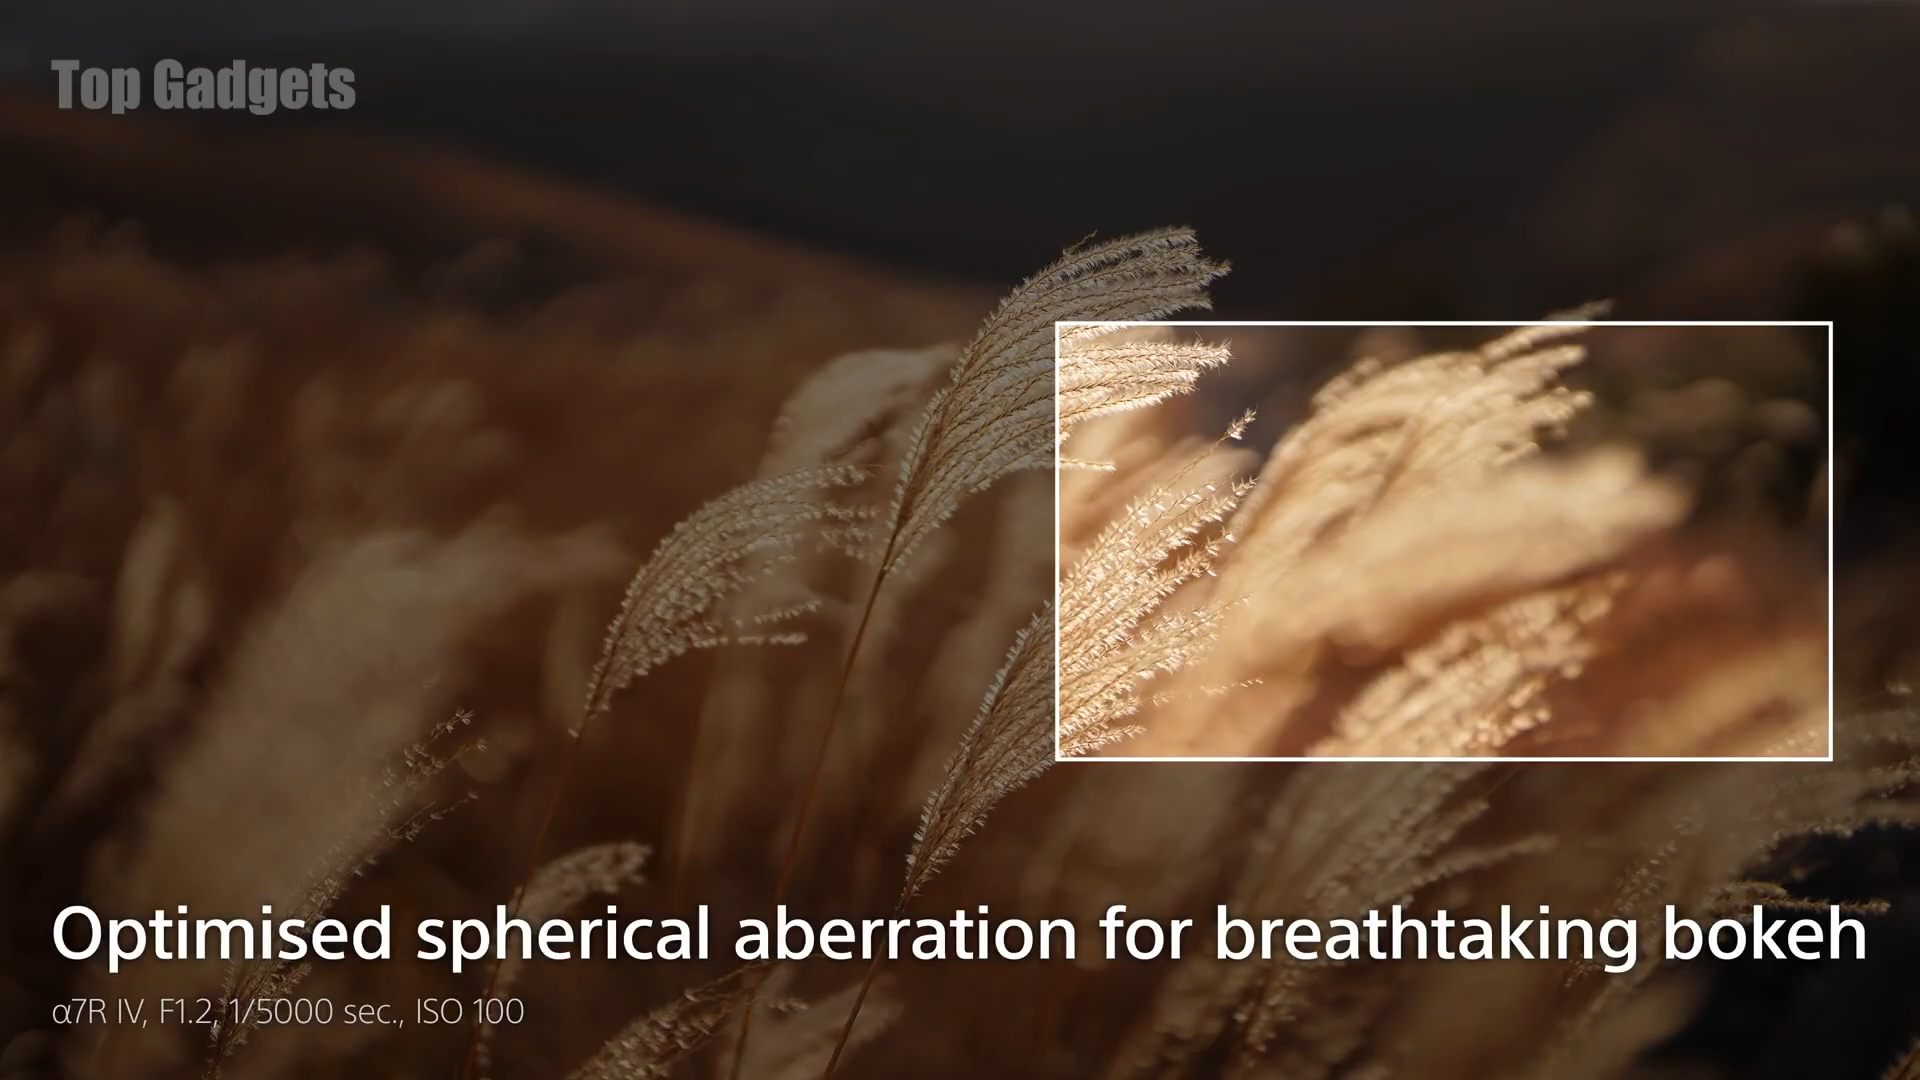 Top Gadgets
Optimised spherical aberration for breathtaking bokeh
α7R IV, F1.2, 1/5000 sec., ISO 100